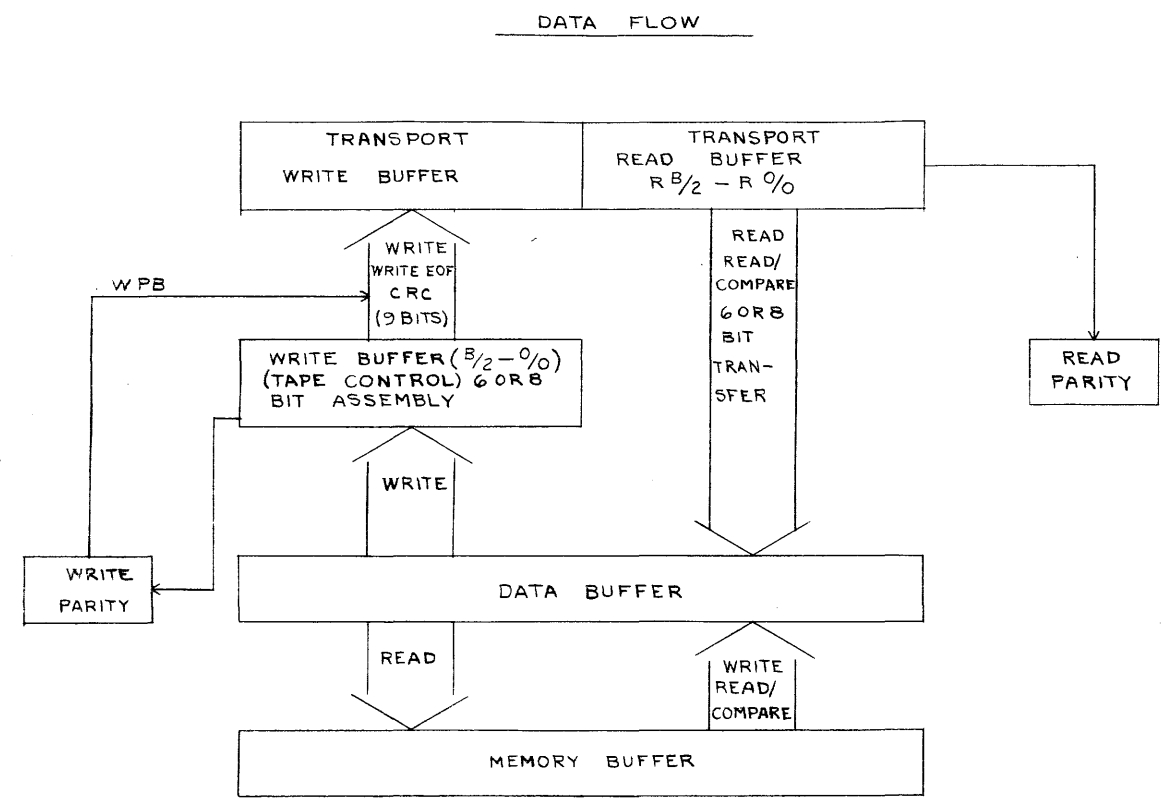 DATA FLOW
TRANSPORT
WRITE BUFFER
TRANSPORT
READ BUFFER
R B/2 - R 0/0
WRITE
WRITE EOF
CRC
(9 BITS)
READ
READ/
COMPARE
6 OR 8
BIT
TRAN-
SFER
WPB
WRITE BUFFER (B/2-0/0)
(TAPE CONTROL) 6 OR 8
BIT ASSEMBLY
READ
PARITY
WRITE
WRITE
PARITY
DATA BUFFER
READ
WRITE
READ/
COMPARE
MEMORY BUFFER